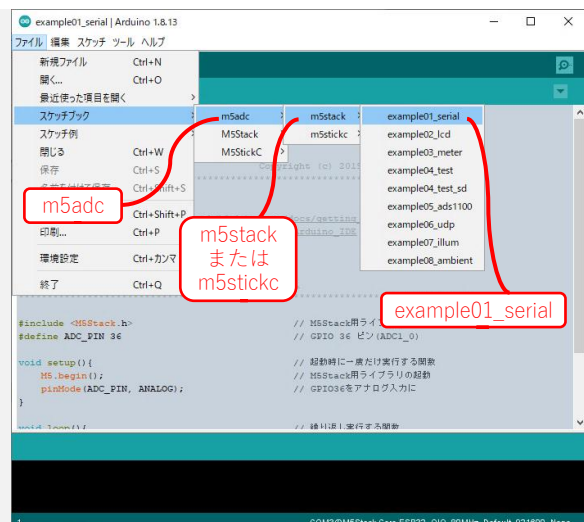 example01_serial | Arduino 1.8.13
ファイル 編集 スケッチ ツール ヘルプ
新規ファイル Ctrl+N
開く... Ctrl+O
最近使った項目を開く
スケッチブック
スケッチ例
閉じる Ctrl+W
保存 Ctrl+S
Ctrl+Shift+S
Ctrl+Shift+P
印刷... Ctrl+P
環境設定 Ctrl+カンマ
終了 Ctrl+Q
m5adc
M5Stack
M5StickC
m5stack
m5stickc
example01_serial
example02_lcd
example03_meter
example04_test
example04_test_sd
example05_ads1100
example06_udp
example07_illum
example08_ambient
m5adc
m5stack
または
m5stickc
example01_serial
Copyright (c) 201
docs/getting_
rduino_IDE
#include <M5Stack.h> // M5Stack用ライブ
#define ADC_PIN 36 // GPIO 36 ピン(ADC1_0)
void setup(){ // 起動時に一度だけ実行する関数
M5.begin(); // M5Stack用ライブラリの起動
pinMode(ADC_PIN, ANALOG); // GPIO36をアナログ入力に
}
void loop(){ // 繰り返し実行する関数